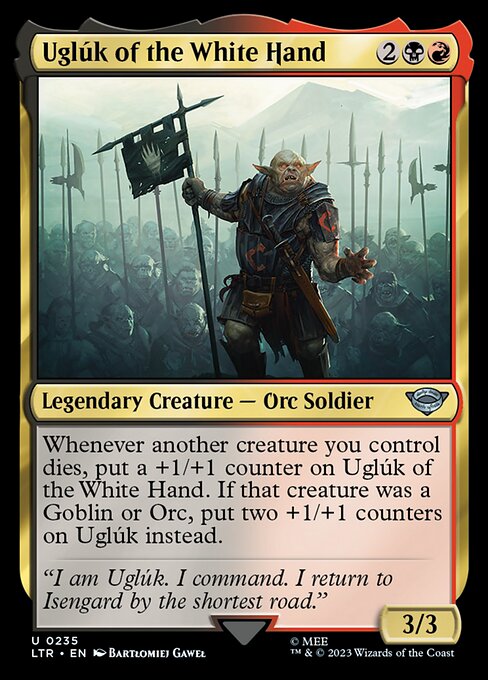 Uglúk of the White Hand 2
Legendary Creature — Orc Soldier
Whenever another creature you control
dies, put a +1/+1 counter on Uglúk of
the White Hand. If that creature was a
Goblin or Orc, put two +1/+1 counters
on Uglúk instead.
“I am Uglúk. I command. I return to
Isengard by the shortest road.”
3/3
U 0235
LTR • EN Bartłomiej Gaweł
© MEE
™ & © 2023 Wizards of the Coast